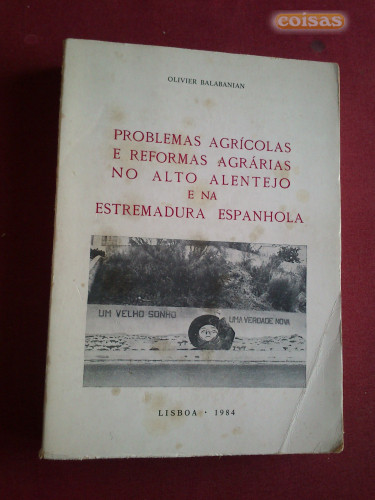 coisas
OLIVIER BALABANIAN
PROBLEMAS AGRÍCOLAS
E REFORMAS AGRÁRIAS
NO ALTO ALENTEJO
E NA
ESTREMADURA ESPANHOLA
UM VELHO SONHO
UMA VERDADE NOVA
LISBOA · 1984